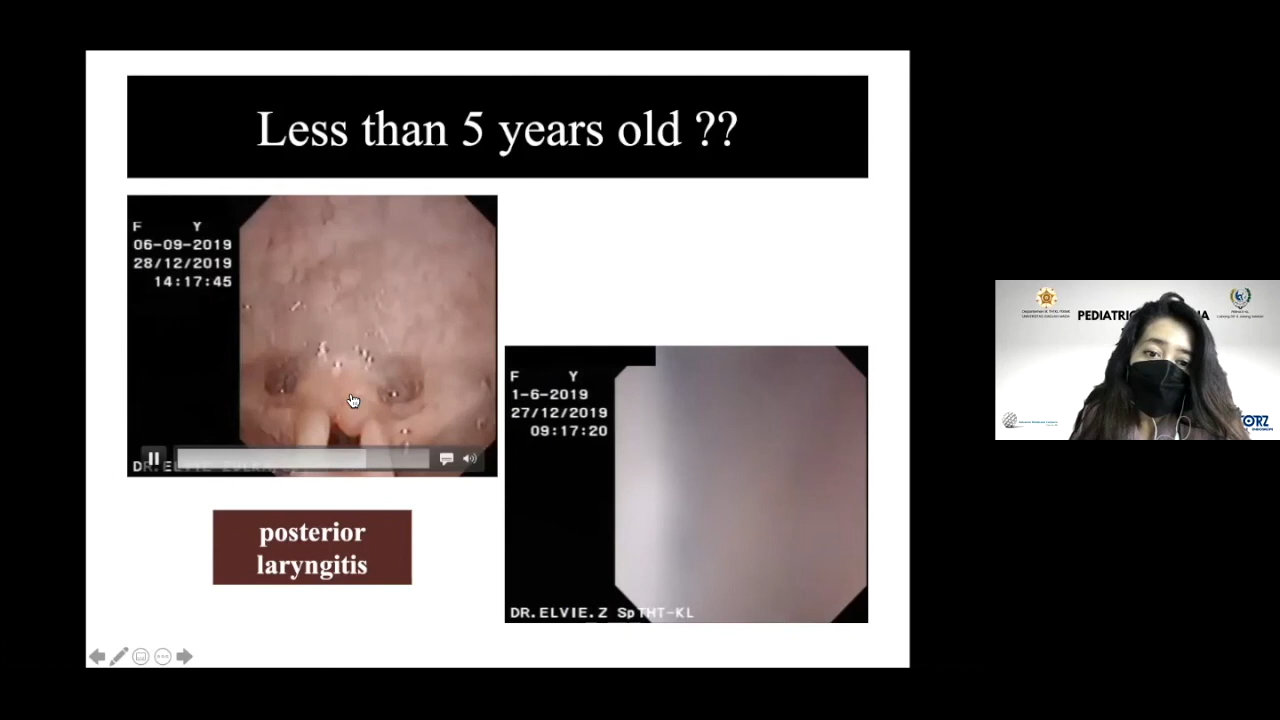 Less than 5 years old ??
F Y
06-09-2019
28/12/2019
14:17:45
F Y
1-6-2019
27/12/2019
09:17:20
DR.ELVIE.Z SpTHT-KL
posterior
laryngitis
PEDIATRIC